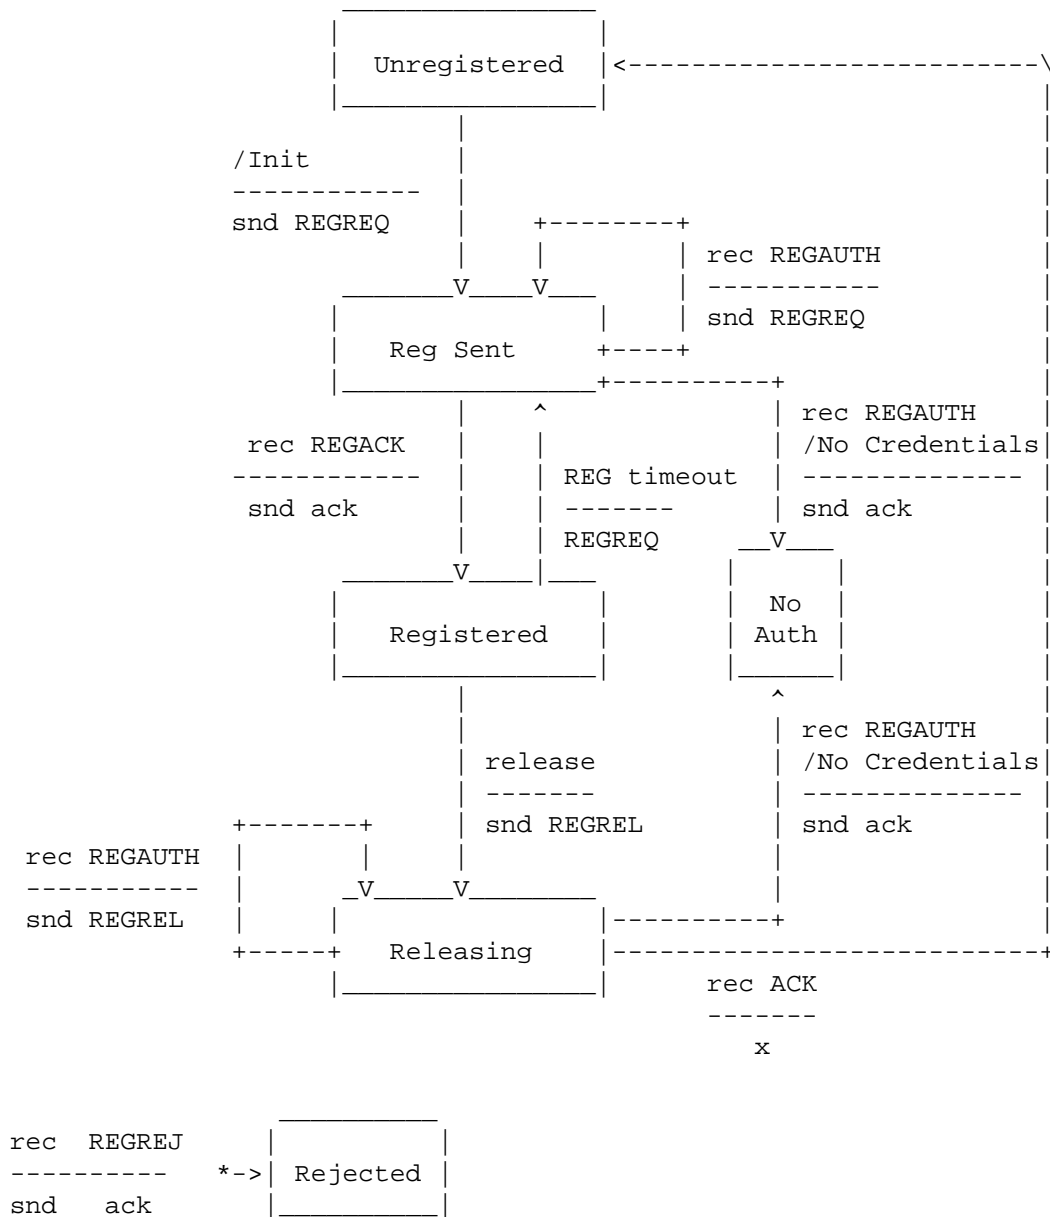 Unregistered
/Init
------------
snd REGREQ
rec REGAUTH
-----------
snd REGREQ
Reg Sent
rec REGACK
------------
snd ack
REG timeout
-------
REGREQ
rec REGAUTH
/No Credentials
--------------
snd ack
No
Auth
Registered
release
-------
snd REGREL
rec REGAUTH
/No Credentials
--------------
snd ack
rec REGAUTH
-----------
snd REGREL
Releasing
rec ACK
-------
x
rec REGREJ
----------
snd ack
*->
Rejected